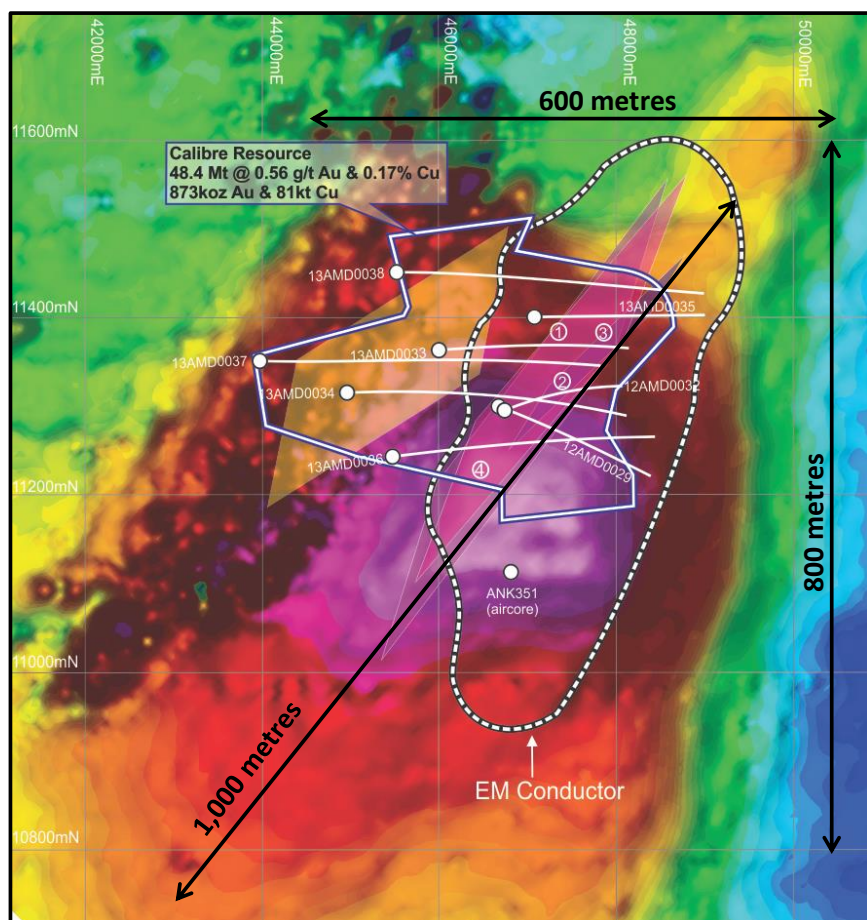 42000mE
44000mE
46000mE
48000mE
50000mE
600 metres
11600mN
Calibre Resource
48.4 Mt @ 0.56 g/t Au & 0.17% Cu
873koz Au & 81kt Cu
13AMD0038
11400mN
13AMD0035
①
③
13AMD0033
13AMD0037
②
12AMD0032
13AMD0034
13AMD0036
12AMD0029
④
11200mN
800 metres
ANK351
(aircore)
11000mN
1,000 metres
EM Conductor
10800mN